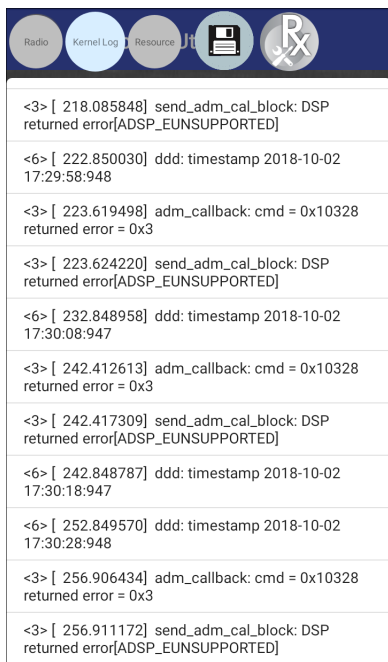 Radio
Kernel Log
Resource
Ut
Rx
<3> [ 218.085848] send_adm_cal_block: DSP
returned error[ADSP_EUNSUPPORTED]
<6> [ 222.850030] ddd: timestamp 2018-10-02
17:29:58:948
<3> [ 223.619498] adm_callback: cmd = 0x10328
returned error = 0x3
<3> [ 223.624220] send_adm_cal_block: DSP
returned error[ADSP_EUNSUPPORTED]
<6> [ 232.848958] ddd: timestamp 2018-10-02
17:30:08:947
<3> [ 242.412613] adm_callback: cmd = 0x10328
returned error = 0x3
<3> [ 242.417309] send_adm_cal_block: DSP
returned error[ADSP_EUNSUPPORTED]
<6> [ 242.848787] ddd: timestamp 2018-10-02
17:30:18:947
<6> [ 252.849570] ddd: timestamp 2018-10-02
17:30:28:948
<3> [ 256.906434] adm_callback: cmd = 0x10328
returned error = 0x3
<3> [ 256.911172] send_adm_cal_block: DSP
returned error[ADSP_EUNSUPPORTED]